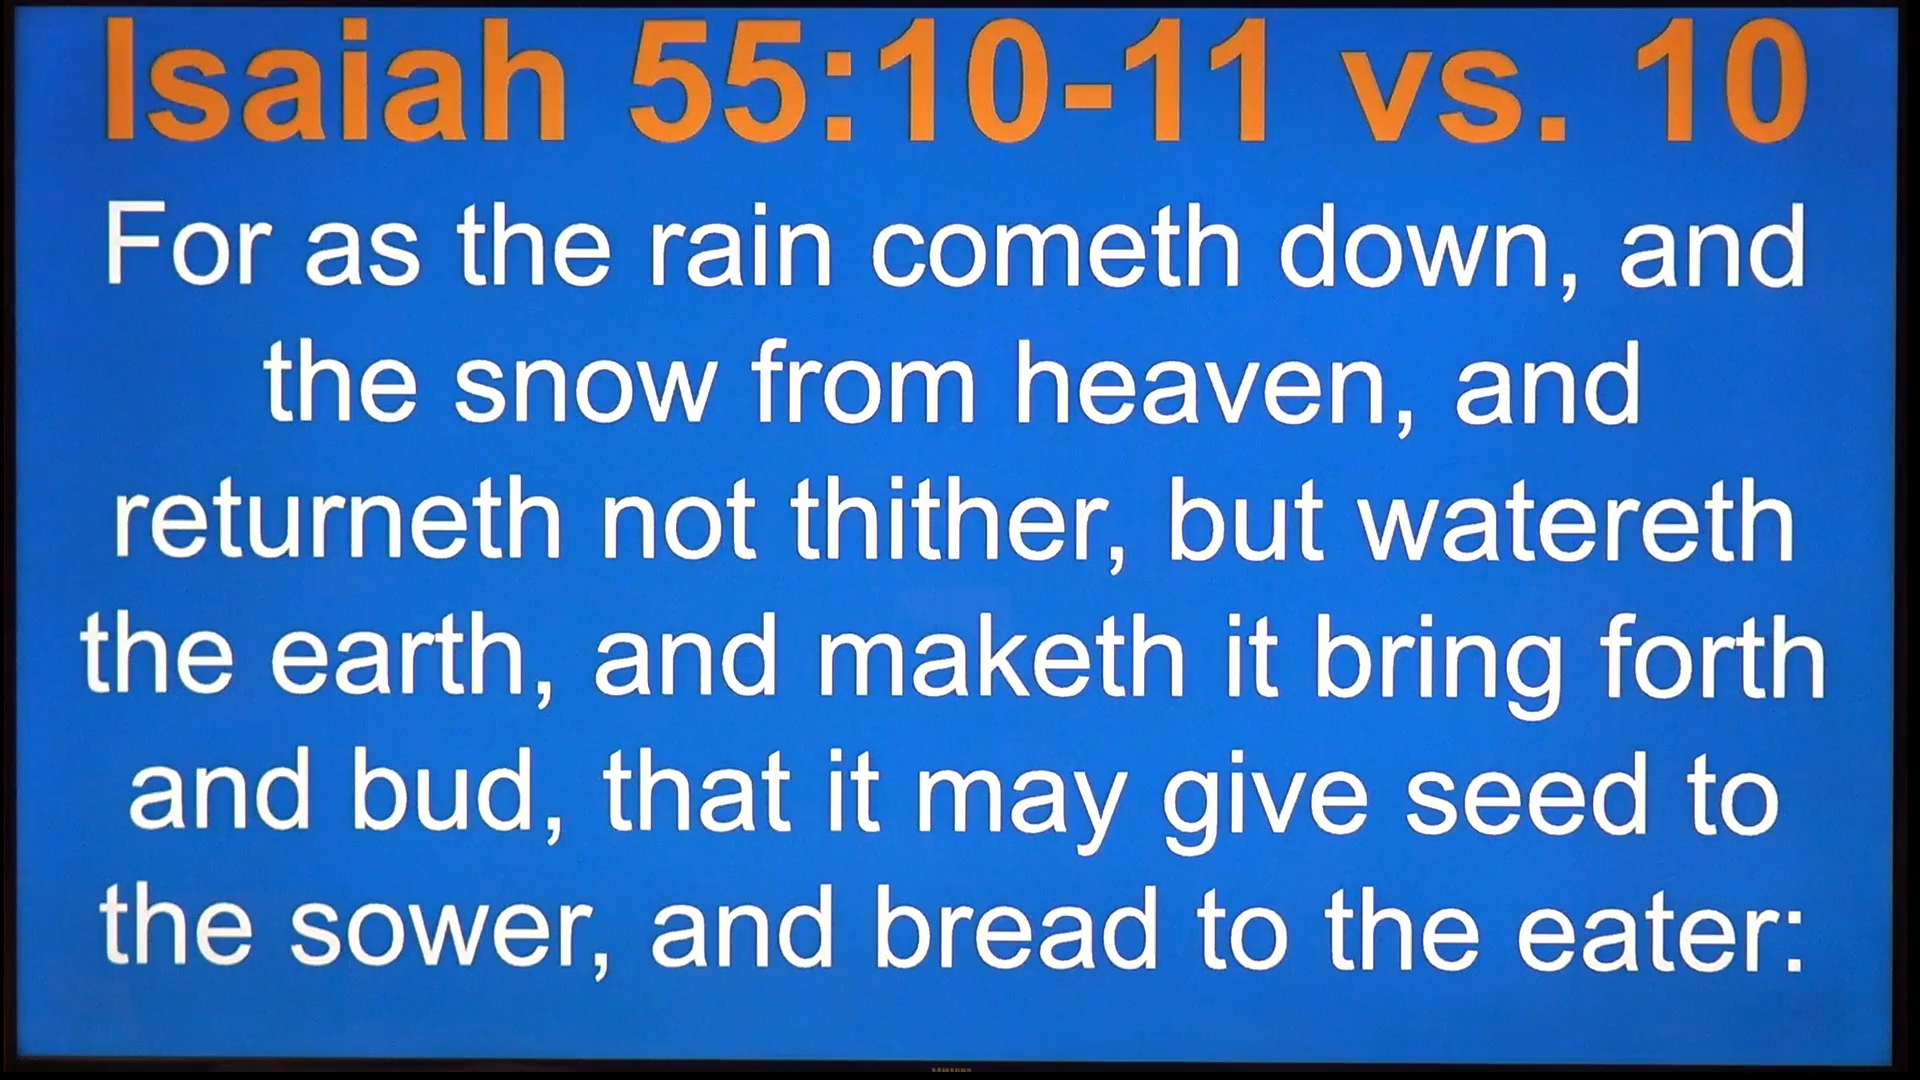 Isaiah 55:10-11 vs. 10
For as the rain cometh down, and
the snow from heaven, and
returneth not thither, but watereth
the earth, and maketh it bring forth
and bud, that it may give seed to
the sower, and bread to the eater:
SAMSUNG